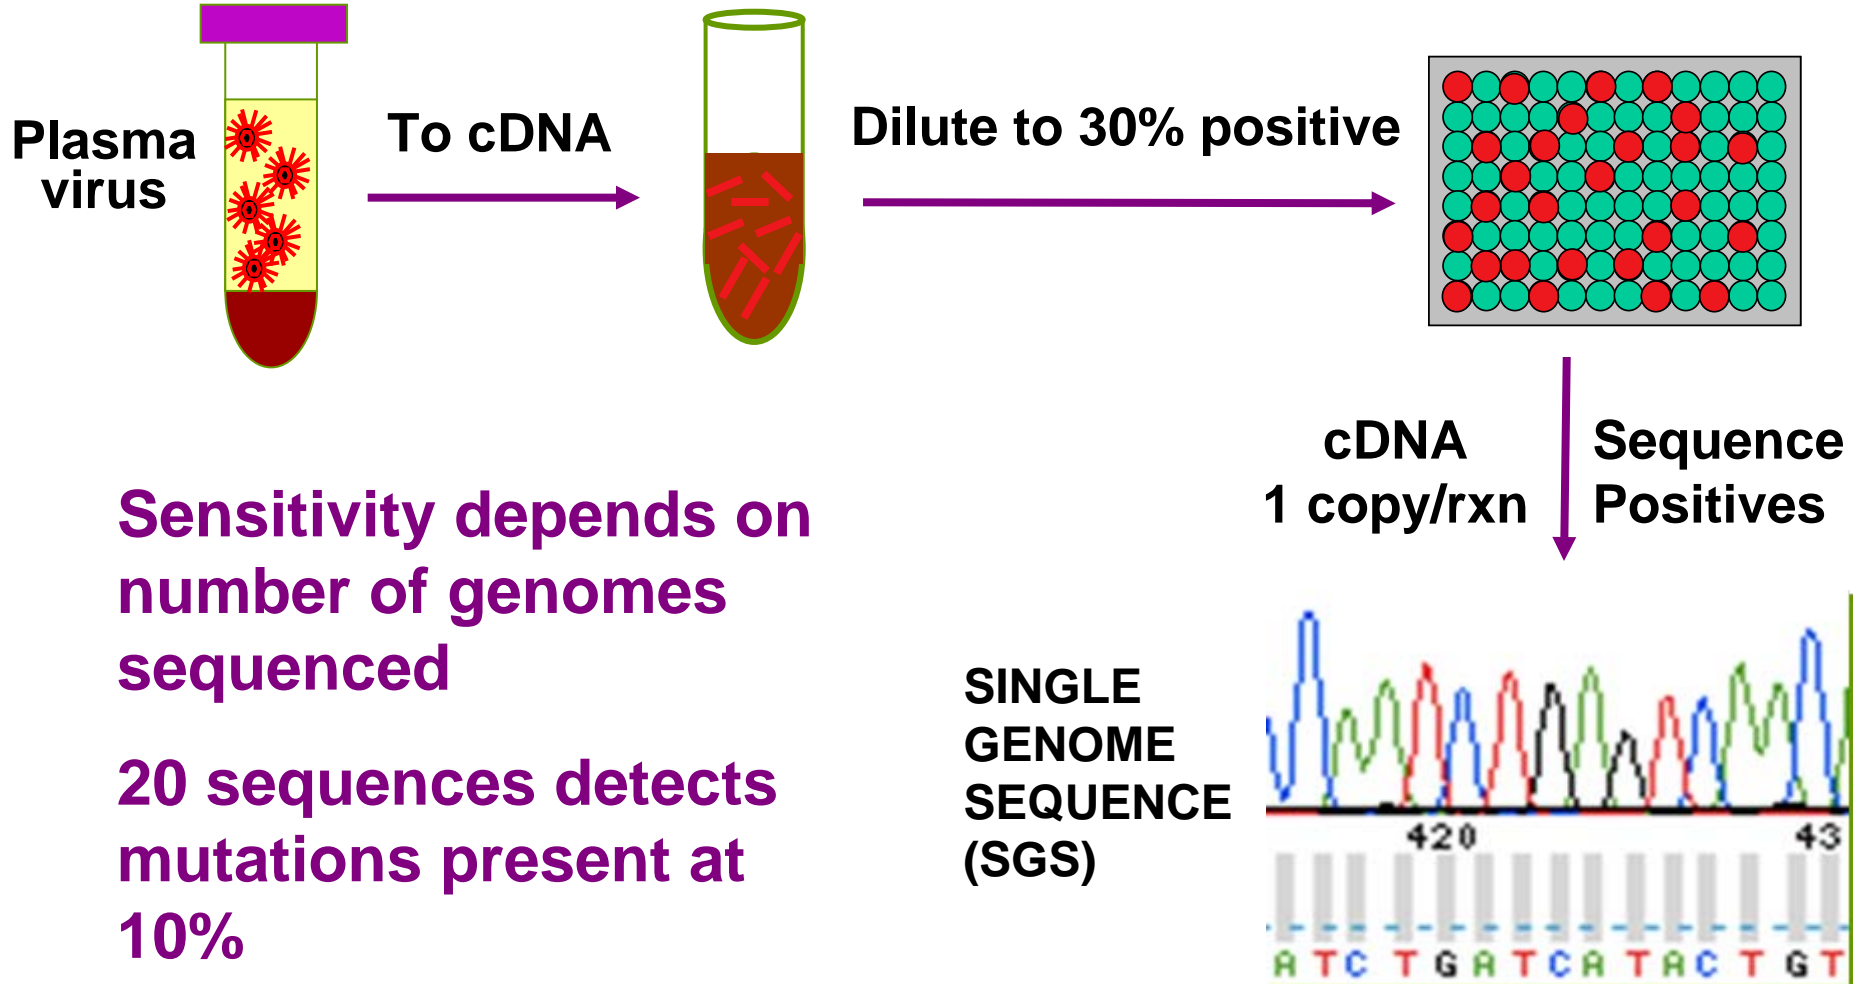 Plasma
virus
To cDNA
Dilute to 30% positive
cDNA
1 copy/rxn
Sequence
Positives
Sensitivity depends on
number of genomes
sequenced
20 sequences detects
mutations present at
10%
SINGLE
GENOME
SEQUENCE
(SGS)
420 43
A T C T G A T C A T A C T G T